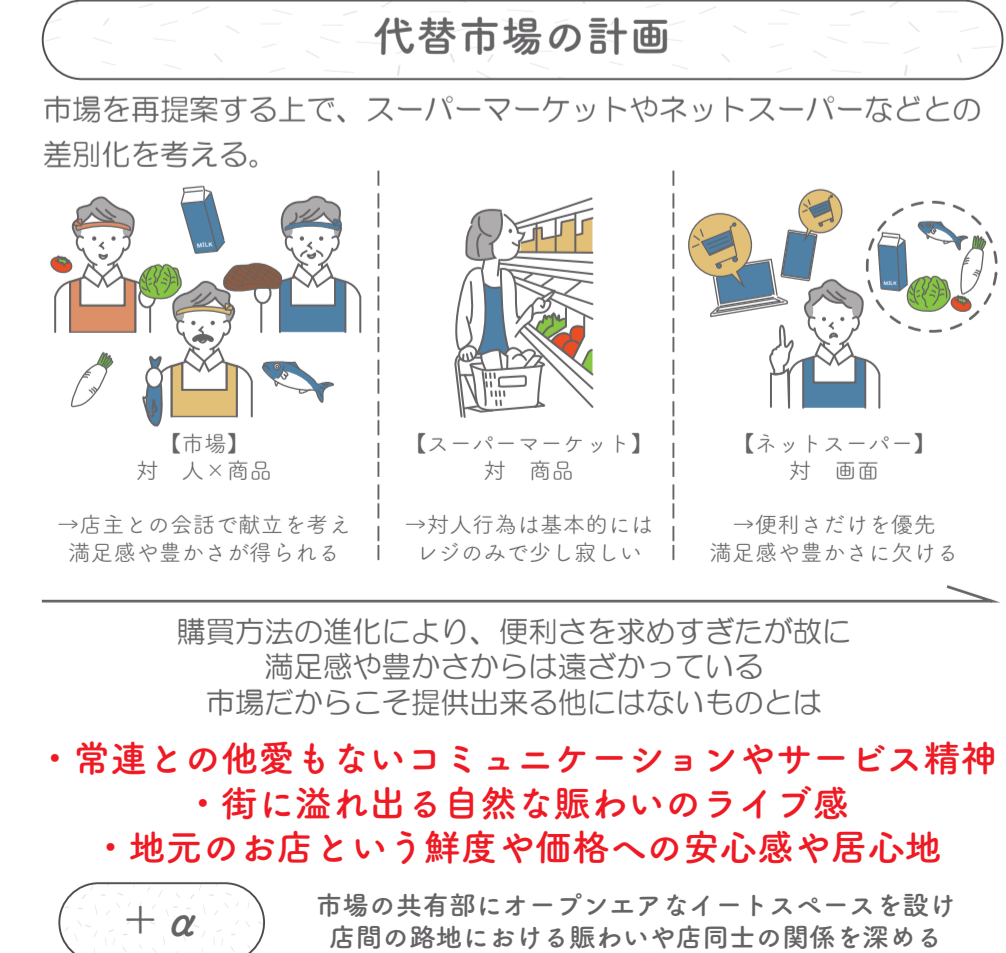 代替市場の計画
市場を再提案する上で、スーパーマーケットやネットスーパーなどとの
差別化を考える。
MILK
MILK
【市場】
対　人×商品
→店主との会話で献立を考え
満足感や豊かさが得られる
【スーパーマーケット】
対　商品
→対人行為は基本的には
レジのみで少し寂しい
【ネットスーパー】
対　画面
→便利さだけを優先
満足感や豊かさに欠ける
購買方法の進化により、便利さを求めすぎたが故に
満足感や豊かさからは遠ざかっている
市場だからこそ提供出来る他にはないものとは
・常連との他愛もないコミュニケーションやサービス精神
・街に溢れ出る自然な賑わいのライブ感
・地元のお店という鮮度や価格への安心感や居心地
＋α
市場の共有部にオープンエアなイートスペースを設け
店間の路地における賑わいや店同士の関係を深める